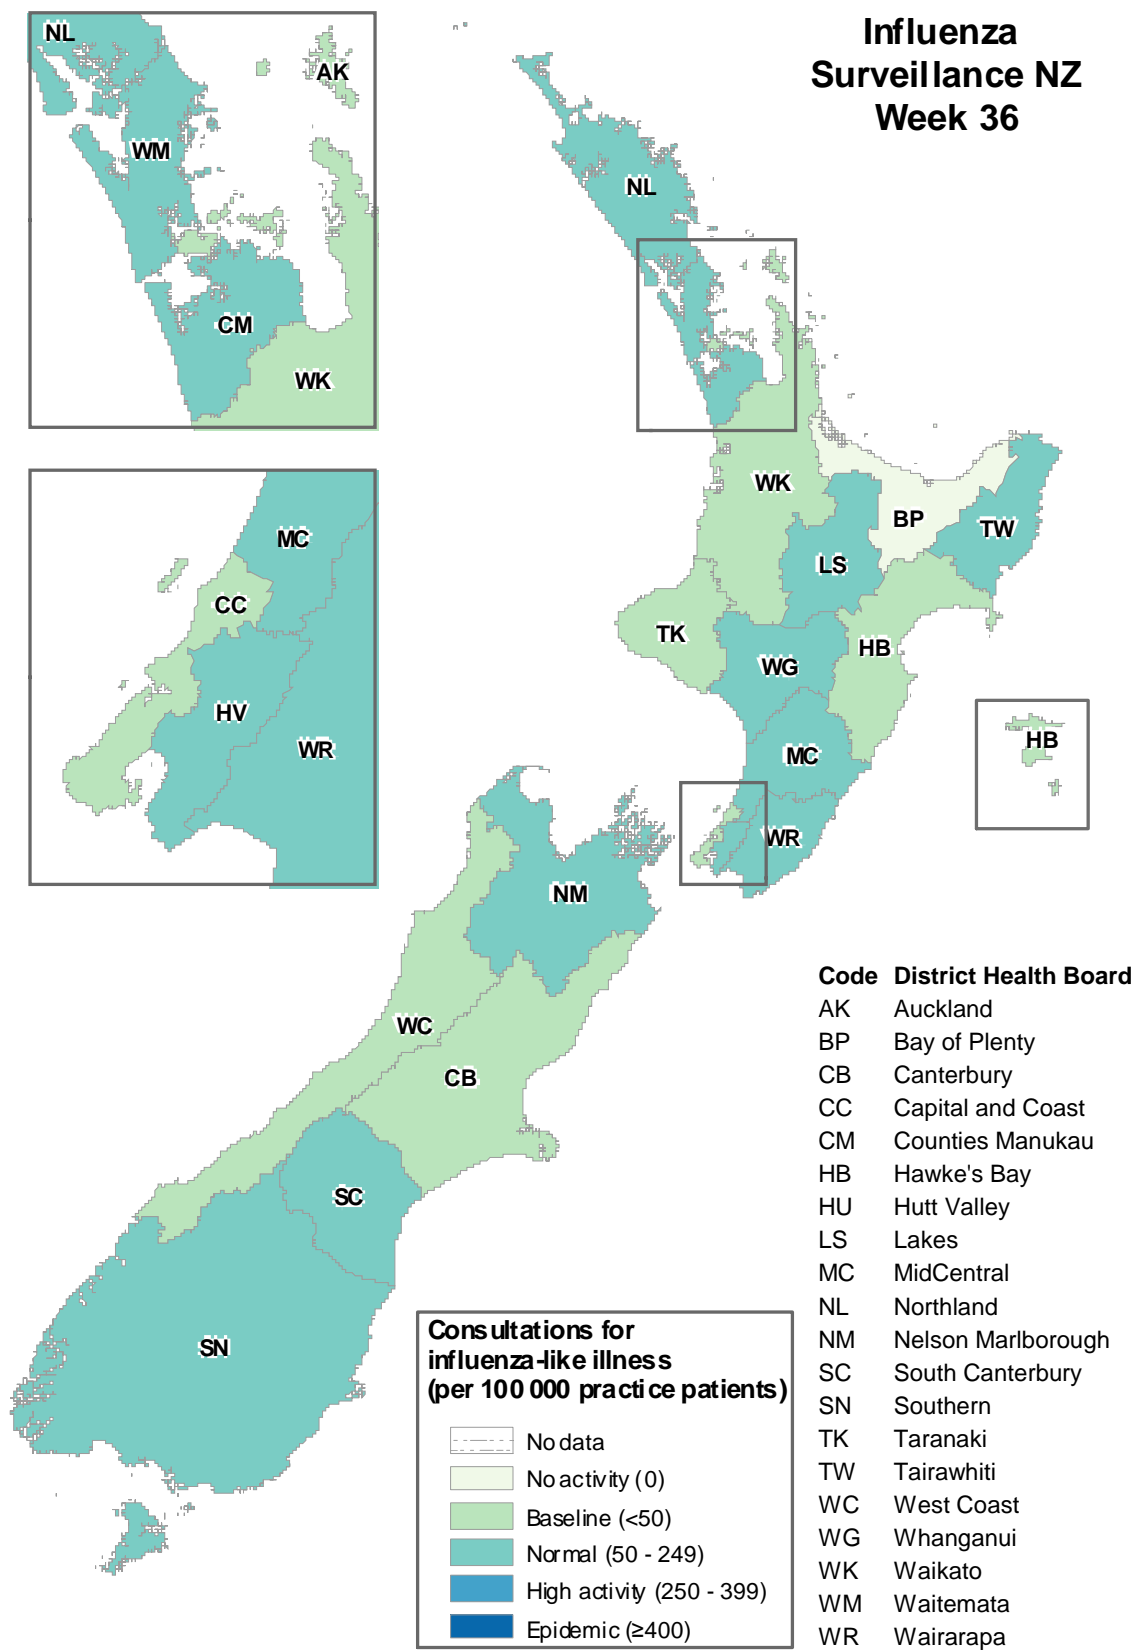 Influenza
Surveillance NZ
Week 36
NL
AK
WM
CM
WK
NL
WK
BP
TW
LS
TK
WG
HB
MC
WR
HB
MC
CC
HV
WR
NM
WC
CB
SC
SN
Code District Health Board
AK Auckland
BP Bay of Plenty
CB Canterbury
CC Capital and Coast
CM Counties Manukau
HB Hawke's Bay
HU Hutt Valley
LS Lakes
MC MidCentral
NL Northland
NM Nelson Marlborough
SC South Canterbury
SN Southern
TK Taranaki
TW Tairawhiti
WC West Coast
WG Whanganui
WK Waikato
WM Waitemata
WR Wairarapa
Consultations for
influenza-like illness
(per 100 000 practice patients)
No data
No activity (0)
Baseline (<50)
Normal (50 - 249)
High activity (250 - 399)
Epidemic (≥400)